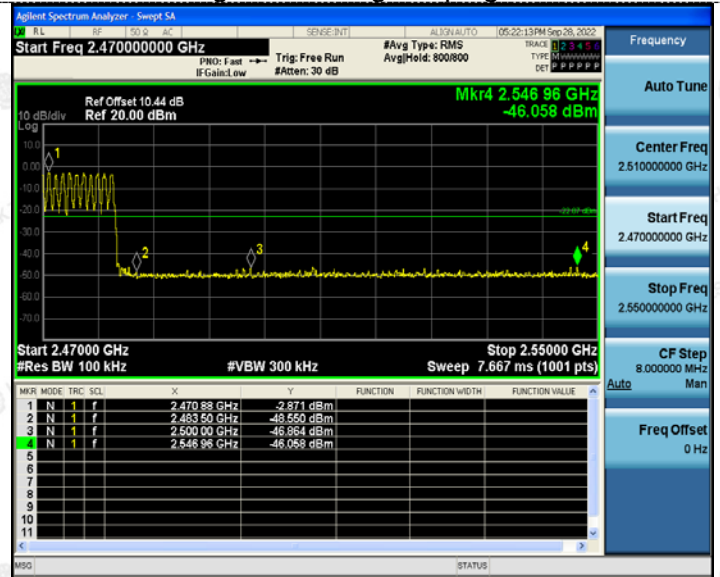 Agilent Spectrum Analyzer - Swept SA
RL RF 50 Ω AC SENSE:INT ALIGN AUTO 05:22:13 PM Sep 28, 2022
Start Freq 2.470000000 GHz
PNO: Fast
IFGain:Low
Trig: Free Run
#Atten: 30 dB
#Avg Type: RMS
Avg|Hold: 800/800
TRACE 1 2 3 4 5 6
TYPE M
DET P P P P P P
Mkr4 2.546 96 GHz
-46.058 dBm
Ref Offset 10.44 dB
10 dB/div Ref 20.00 dBm
Log
10.0
0.00
-10.0
-20.0
-30.0
-40.0
-50.0
-60.0
-70.0
1
2
3
4
-22.87 dBm
Start 2.47000 GHz Stop 2.55000 GHz
#Res BW 100 kHz #VBW 300 kHz Sweep 7.667 ms (1001 pts)
MKR MODE TRC SCL X Y FUNCTION FUNCTION WIDTH FUNCTION VALUE
1 N 1 f 2.470 88 GHz -2.871 dBm
2 N 1 f 2.483 50 GHz -48.550 dBm
3 N 1 f 2.500 00 GHz -46.864 dBm
4 N 1 f 2.546 96 GHz -46.058 dBm
5
6
7
8
9
10
11
MSG STATUS
Frequency
Auto Tune
Center Freq
2.510000000 GHz
Start Freq
2.470000000 GHz
Stop Freq
2.550000000 GHz
CF Step
8.000000 MHz
Auto Man
Freq Offset
0 Hz